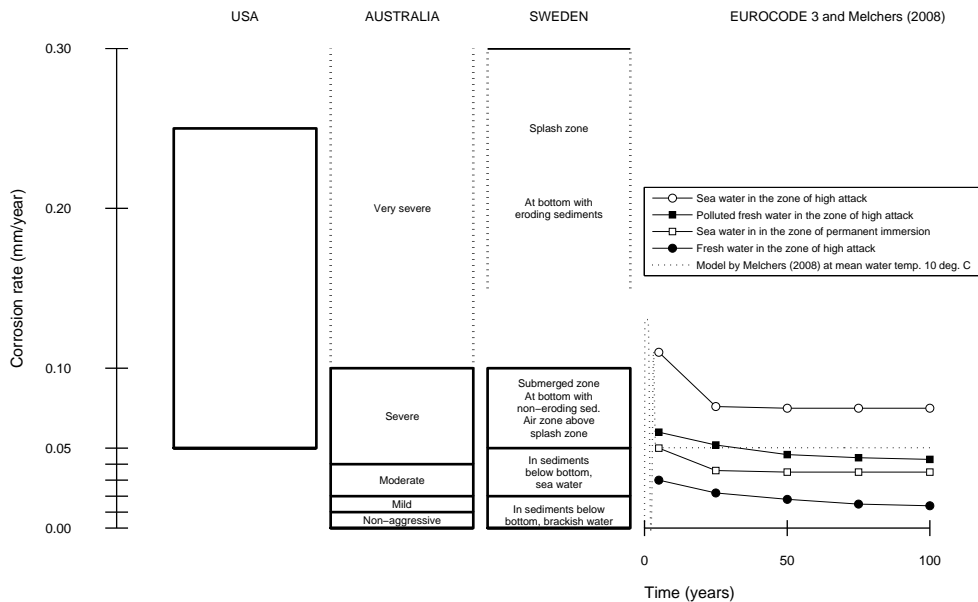 USA
AUSTRALIA
SWEDEN
EUROCODE 3 and Melchers (2008)
Corrosion rate (mm/year)
0.30
0.20
0.10
0.05
0.00
Very severe
Severe
Moderate
Mild
Non−aggressive
Splash zone
At bottom with
eroding sediments
Submerged zone
At bottom with
non−eroding sed.
Air zone above
splash zone
In sediments
below bottom,
sea water
In sediments below
bottom, brackish water
Sea water in the zone of high attack
Polluted fresh water in the zone of high attack
Sea water in in the zone of permanent immersion
Fresh water in the zone of high attack
Model by Melchers (2008) at mean water temp. 10 deg. C
0
50
100
Time (years)